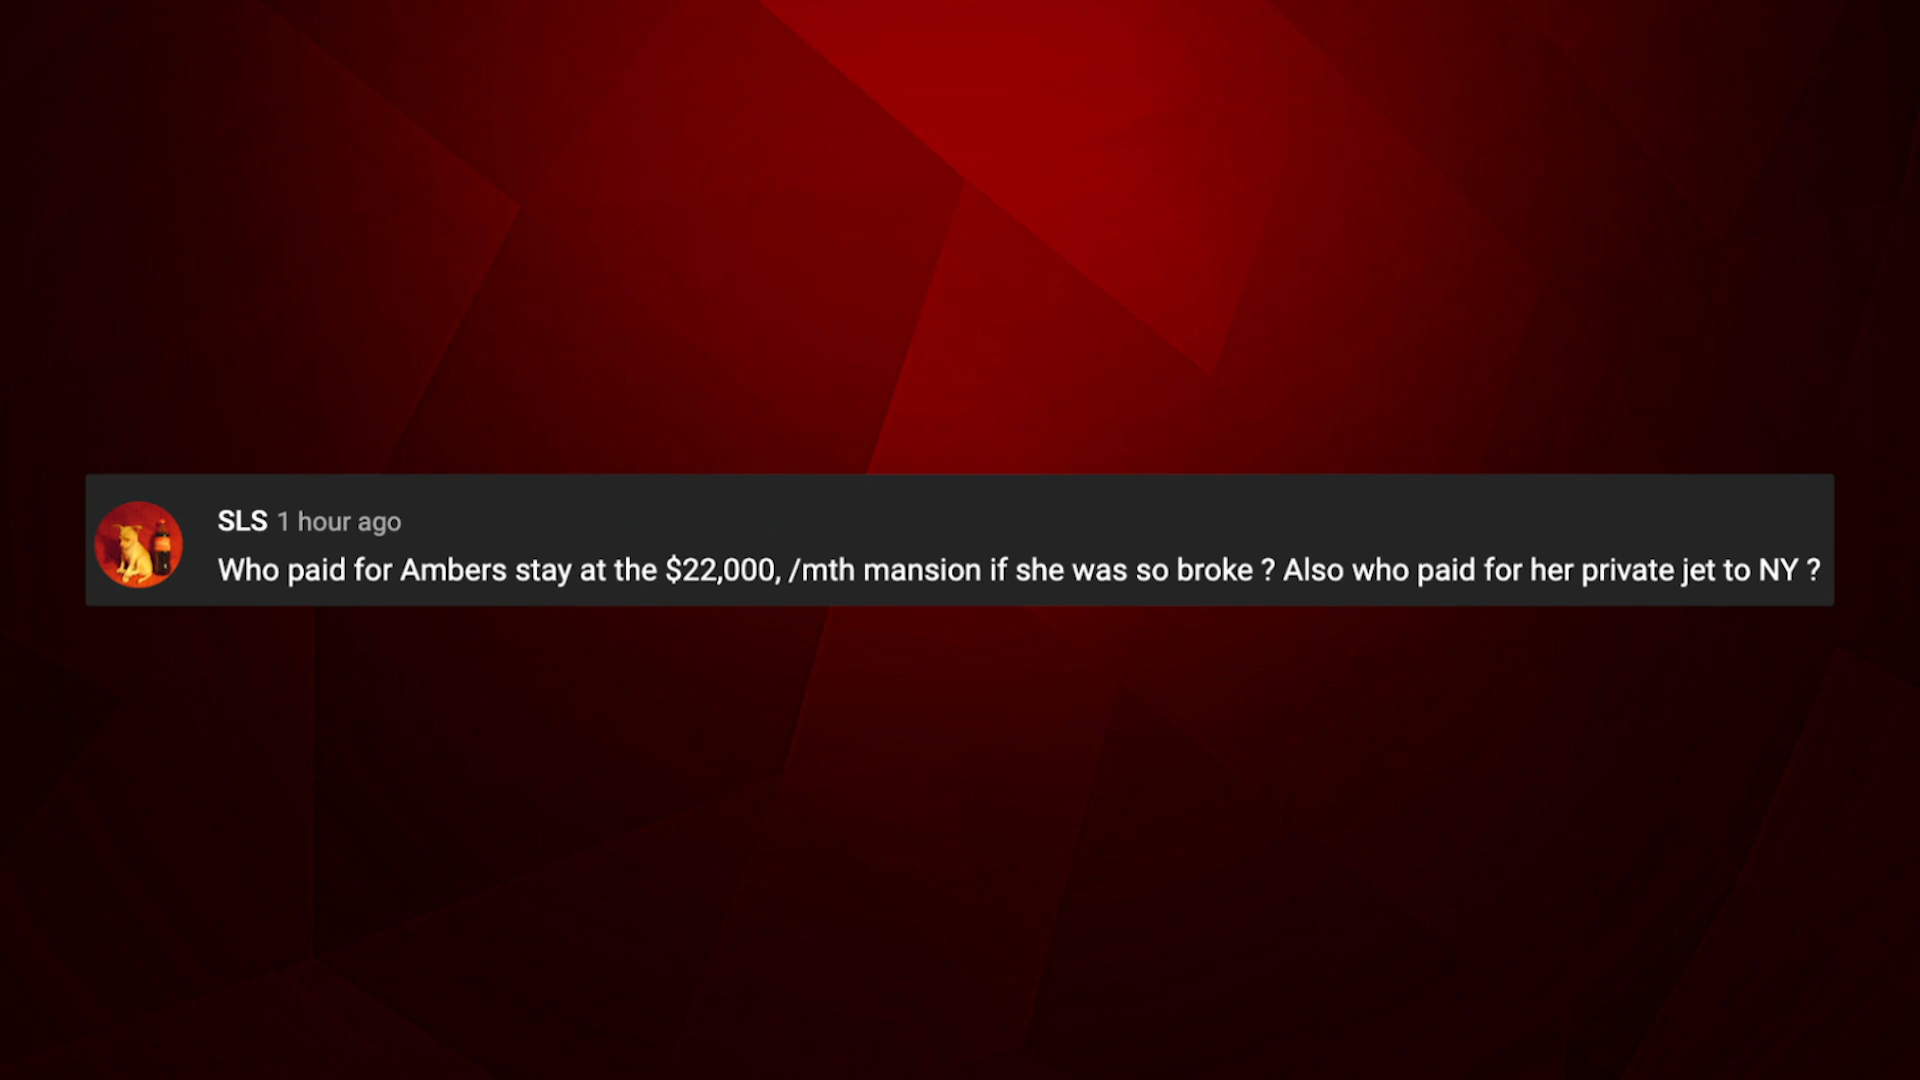 SLS 1 hour ago
Who paid for Ambers stay at the $22,000, /mth mansion if she was so broke ? Also who paid for her private jet to NY ?